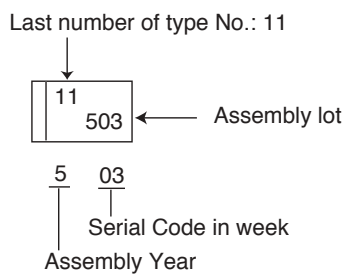 Last number of type No.: 11
11
503
Assembly lot
5 03
Serial Code in week
Assembly Year